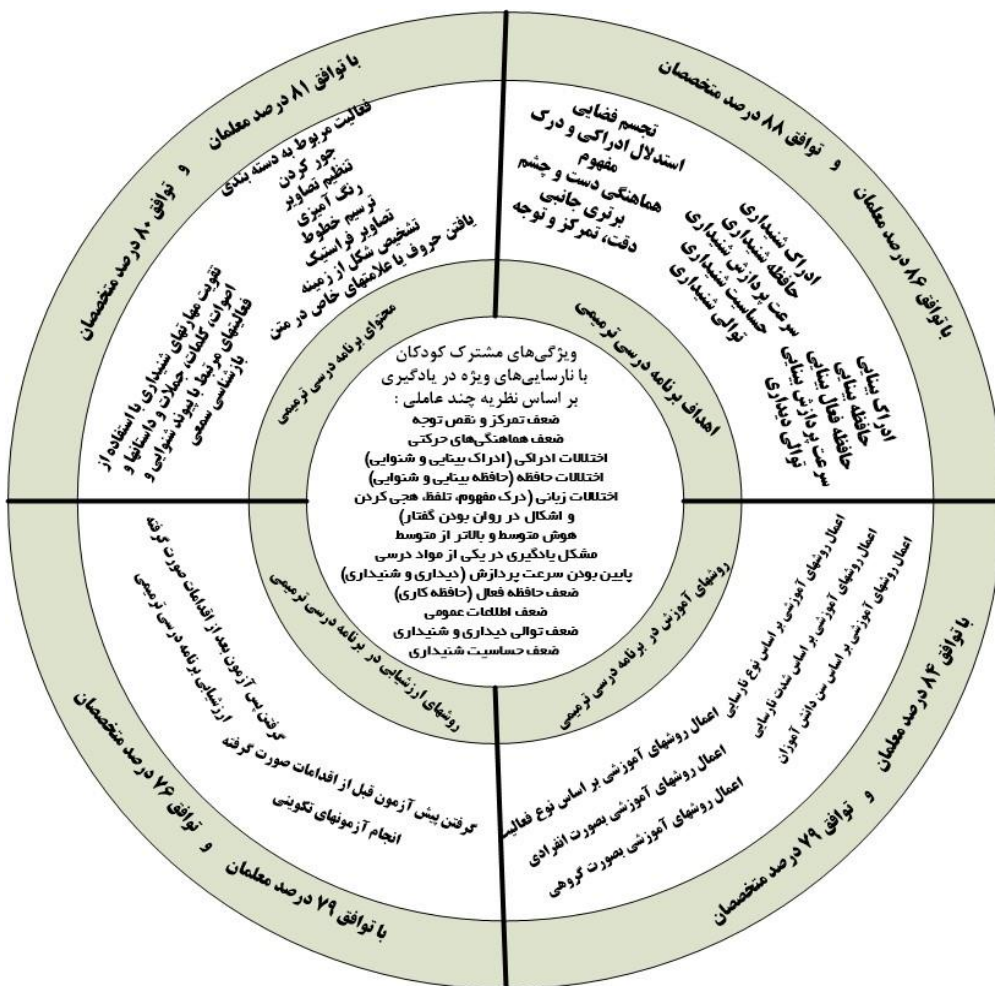 با توافق ۸۶ درصد معلمان و توافق ۸۸ درصد متخصصان
تجسم فضایی
استدلال ادراکی و درک
مفهوم
هماهنگی دست و چشم
برتری جانبی
دقت، تمرکز و توجه
ادراک شنیداری
حافظه شنیداری
سرعت پردازش شنیداری
حساسیت شنیداری
توالی شنیداری
ادراک بینایی
حافظه بینایی
حافظه فعال بینایی
سرعت پردازش بینایی
توالی دیداری
اهداف برنامه درسی ترمیمی
با توافق ۸۱ درصد معلمان و توافق ۸۰ درصد متخصصان
فعالیت مربوط به دسته بندی
جور کردن
تنظیم تصاویر
رنگ آمیزی
ترسیم خطوط
تصاویر فراستیک
تشخیص شکل از زمینه
یافتن حروف یا علامتهای خاص در متن
تقویت مهارتهای شنیداری با استفاده از
اصوات، کلمات، جملات و داستانها و
فعالیتهای مرتبط با پیوند شنوایی و
بازشناسی سمعی
محتوای برنامه درسی ترمیمی
ویژگی‌های مشترک کودکان
با نارسایی‌های ویژه در یادگیری
بر اساس نظریه چند عاملی :
ضعف تمرکز و نقص توجه
ضعف هماهنگی‌های حرکتی
اختلالات ادراکی (ادراک بینایی و شنوایی)
اختلالات حافظه (حافظه بینایی و شنوایی)
اختلالات زبانی (درک مفهوم، تلفظ، هجی کردن
و اشکال در روان بودن گفتار)
هوش متوسط و بالاتر از متوسط
مشکل یادگیری در یکی از مواد درسی
پایین بودن سرعت پردازش (دیداری و شنیداری)
ضعف حافظه فعال (حافظه کاری)
ضعف اطلاعات عمومی
ضعف توالی دیداری و شنیداری
ضعف حساسیت شنیداری
روشهای آموزش در برنامه درسی ترمیمی
اعمال روشهای آموزشی بر اساس نوع نارسایی
اعمال روشهای آموزشی بر اساس شدت نارسایی
اعمال روشهای آموزشی بر اساس سن دانش آموزان
اعمال روشهای آموزشی بر اساس نوع فعالیت
اعمال روشهای آموزشی بصورت انفرادی
اعمال روشهای آموزشی بصورت گروهی
با توافق ۸۴ درصد معلمان و توافق ۷۹ درصد متخصصان
روشهای ارزشیابی در برنامه درسی ترمیمی
گرفتن پس آزمون بعد از اقدامات صورت گرفته
ارزشیابی برنامه درسی ترمیمی
گرفتن پیش آزمون قبل از اقدامات صورت گرفته
انجام آزمونهای تکوینی
با توافق ۷۹ درصد معلمان و توافق ۷۶ درصد متخصصان